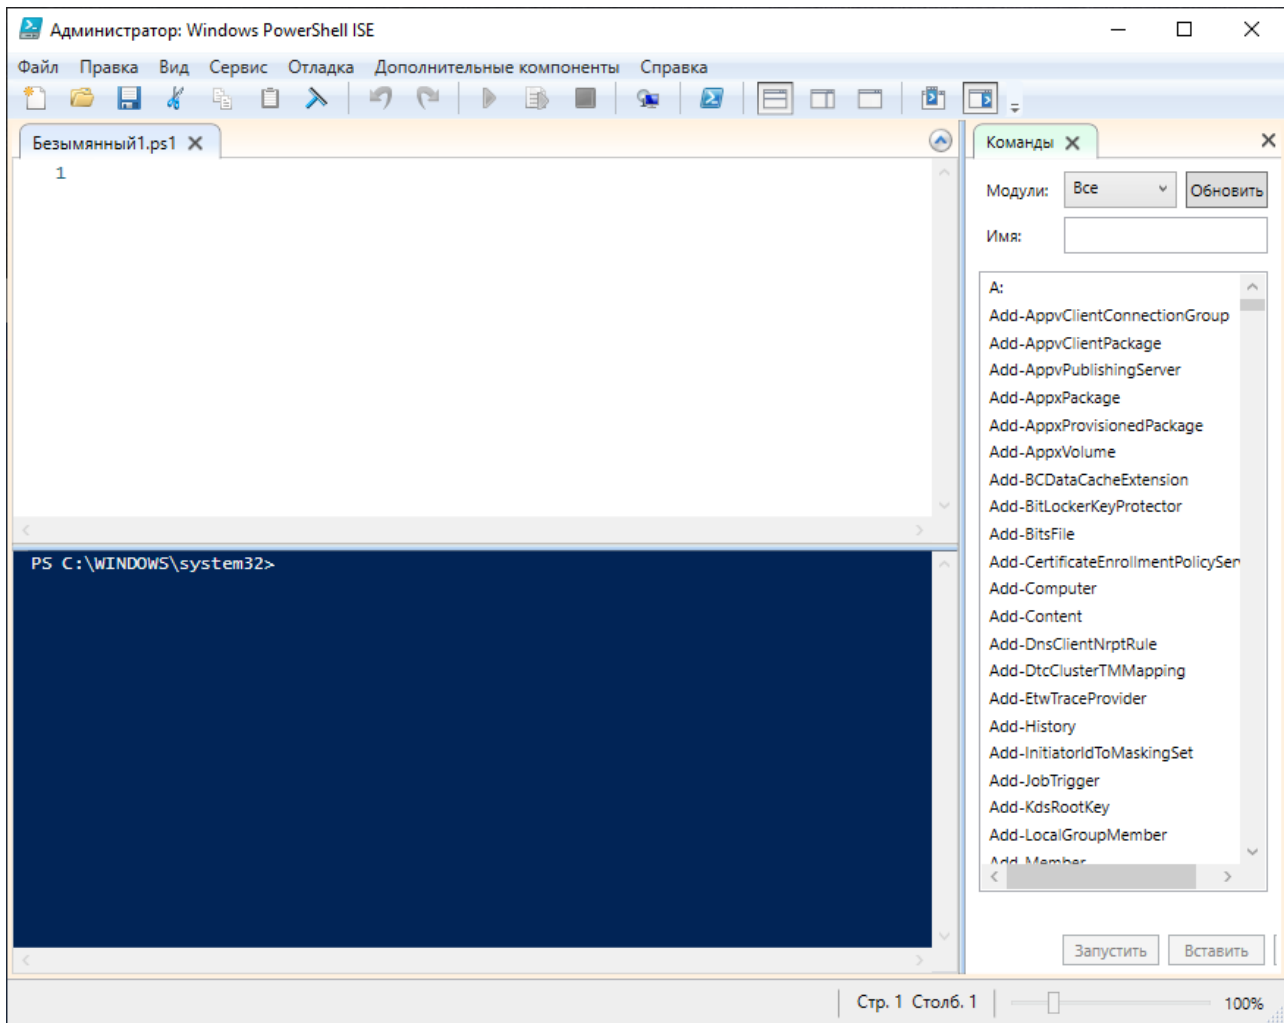 Администратор: Windows PowerShell ISE
Файл Правка Вид Сервис Отладка Дополнительные компоненты Справка
Безымянный1.ps1
1
PS C:\WINDOWS\system32>
Команды
Модули: Все Обновить
Имя:
A:
Add-AppvClientConnectionGroup
Add-AppvClientPackage
Add-AppvPublishingServer
Add-AppxPackage
Add-AppxProvisionedPackage
Add-AppxVolume
Add-BCDataCacheExtension
Add-BitLockerKeyProtector
Add-BitsFile
Add-CertificateEnrollmentPolicySer
Add-Computer
Add-Content
Add-DnsClientNrptRule
Add-DtcClusterTMMapping
Add-EtwTraceProvider
Add-History
Add-InitiatorIdToMaskingSet
Add-JobTrigger
Add-KdsRootKey
Add-LocalGroupMember
Add-Member
Запустить Вставить
Стр. 1 Столб. 1 100%